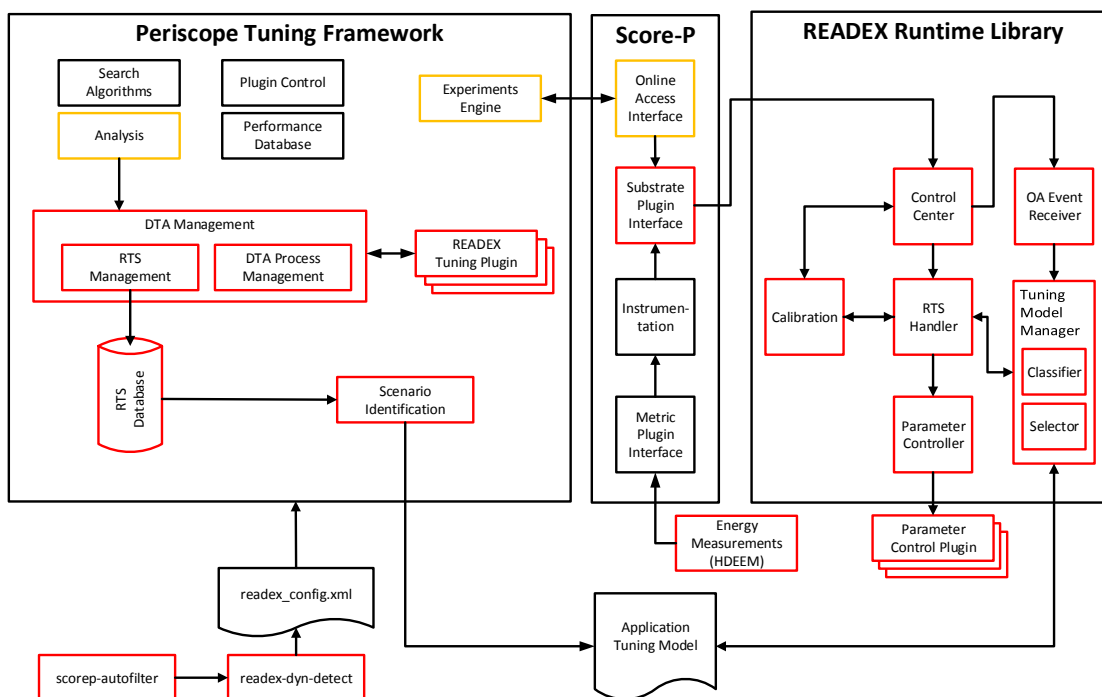 Periscope Tuning Framework
Search
Algorithms
Plugin Control
Analysis
Performance
Database
Experiments
Engine
DTA Management
RTS
Management
DTA Process
Management
READEX
Tuning Plugin
RTS
Database
Scenario
Identification
Score-P
Online
Access
Interface
Substrate
Plugin
Interface
Instrumen-
tation
Metric
Plugin
Interface
READEX Runtime Library
Control
Center
OA Event
Receiver
Calibration
RTS
Handler
Tuning
Model
Manager
Classifier
Selector
Parameter
Controller
Parameter
Control Plugin
Energy
Measurements
(HDEEM)
readex_config.xml
Application
Tuning Model
scorep-autofilter
readex-dyn-detect